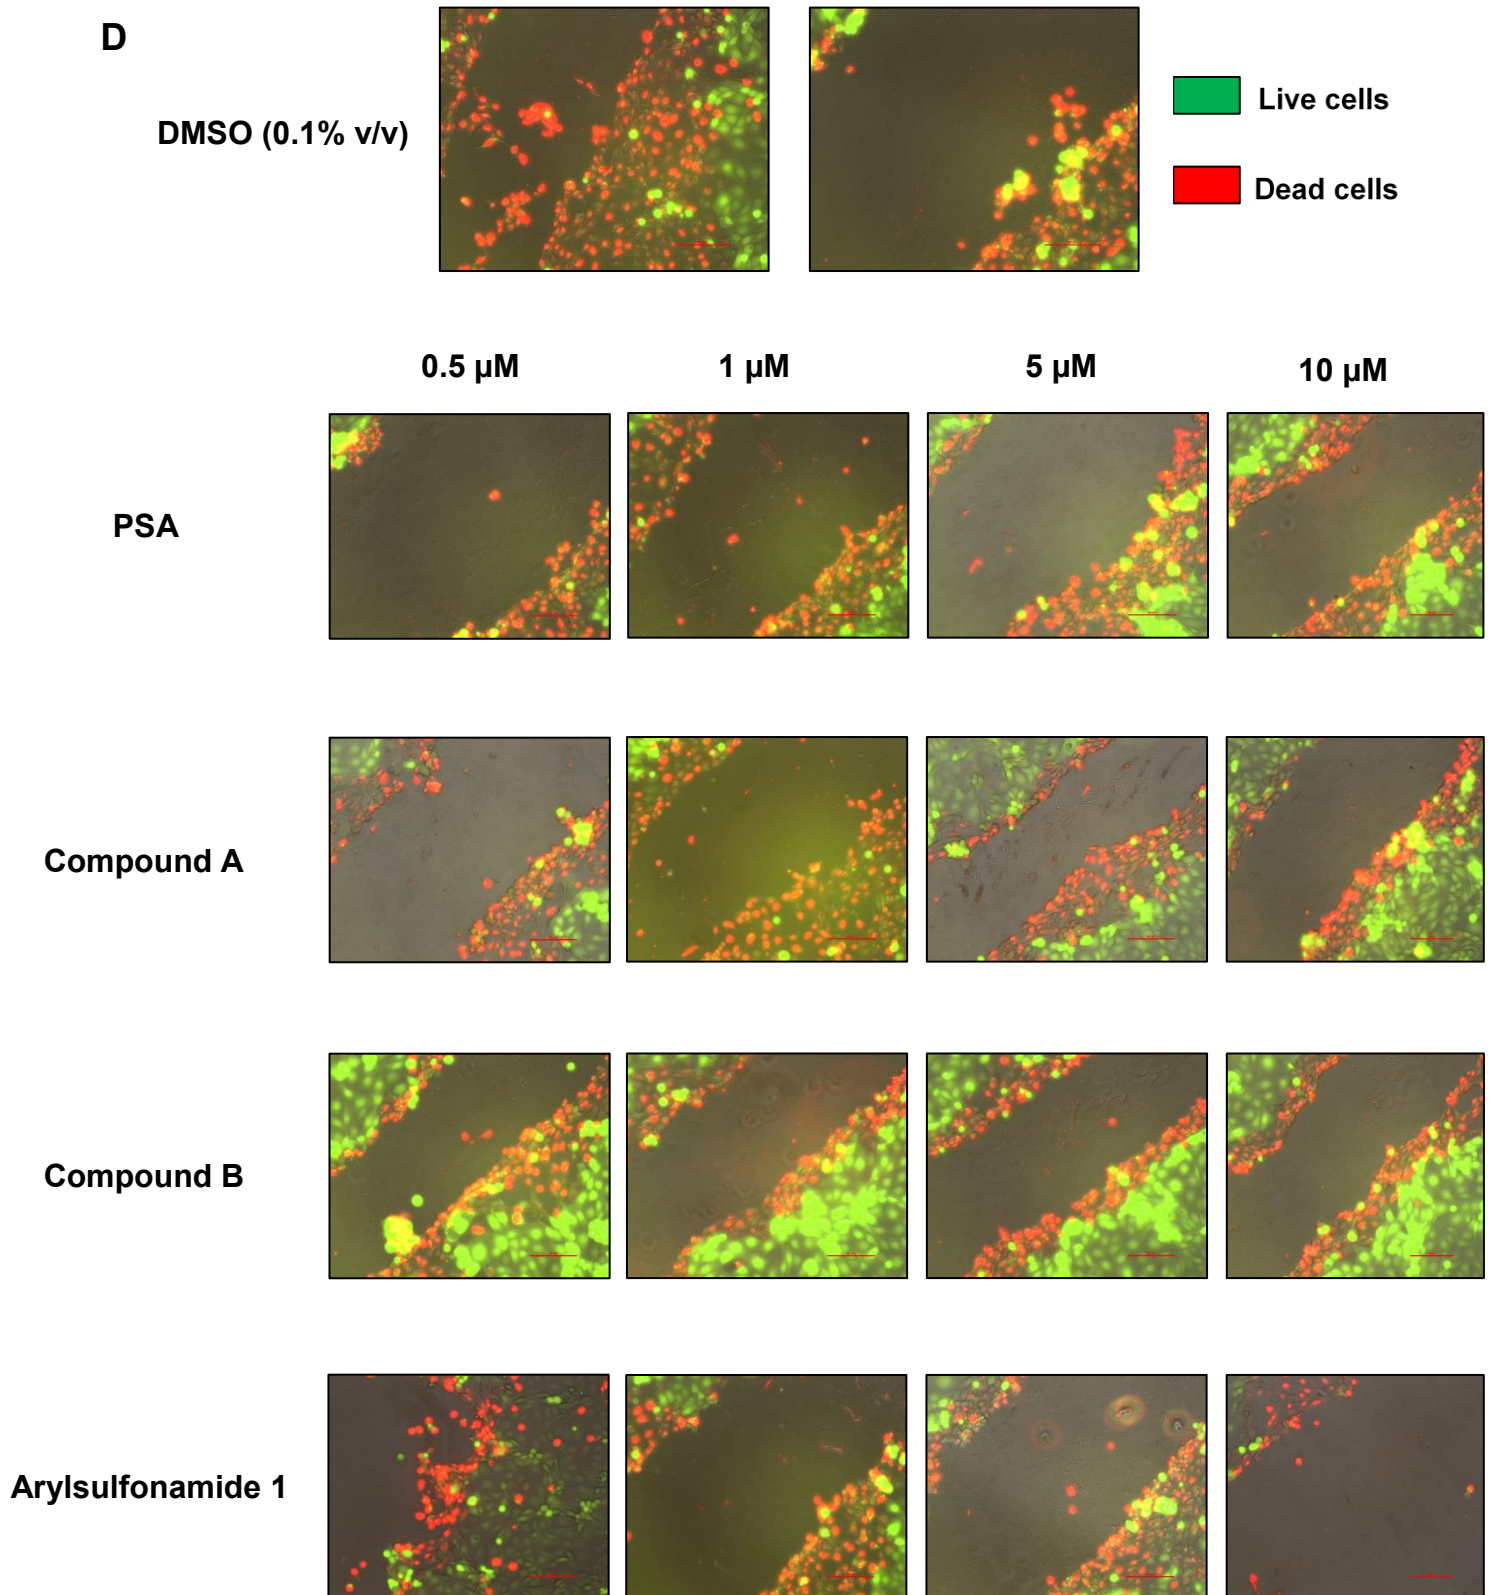 D
DMSO (0.1% v/v)
Live cells
Dead cells
0.5 µM 1 µM 5 µM 10 µM
PSA
Compound A
Compound B
Arylsulfonamide 1